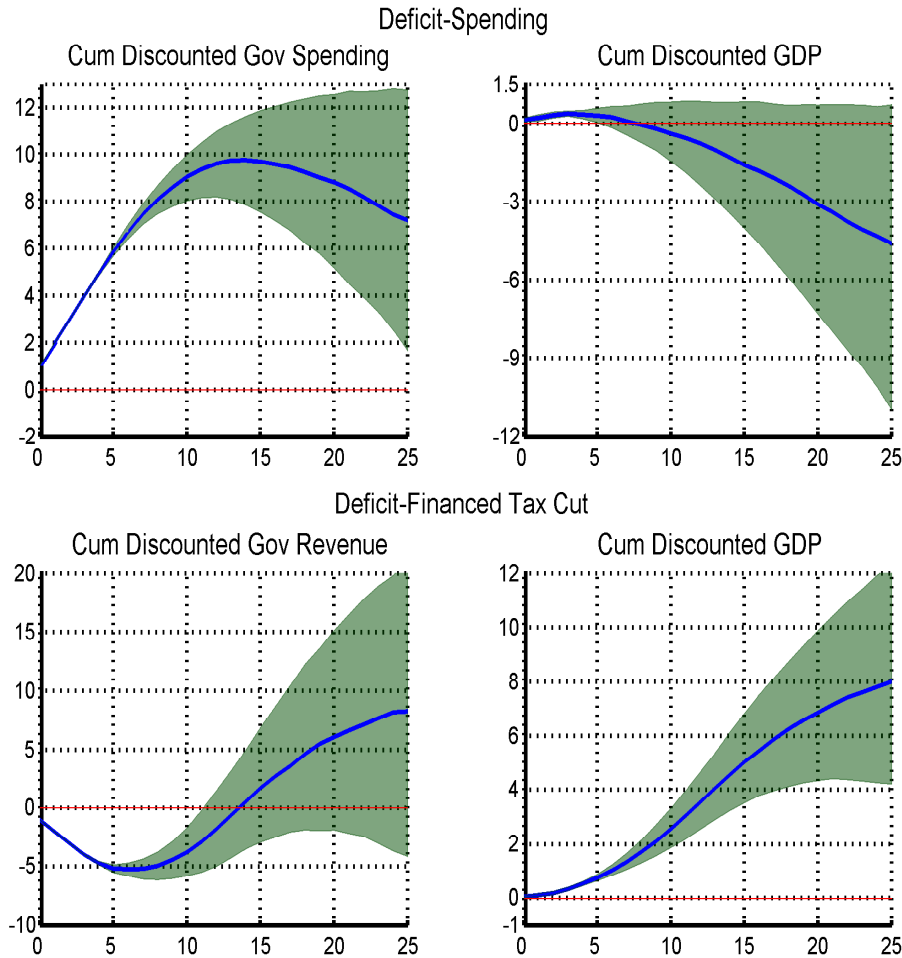 Deficit-Spending
Cum Discounted Gov Spending
Cum Discounted GDP
12
10
8
6
4
2
0
-2
0 5 10 15 20 25
1.5
0
-3
-6
-9
-12
0 5 10 15 20 25
Deficit-Financed Tax Cut
Cum Discounted Gov Revenue
Cum Discounted GDP
20
15
10
5
0
-5
-10
0 5 10 15 20 25
12
8
6
4
2
0
-1
0 5 10 15 20 25